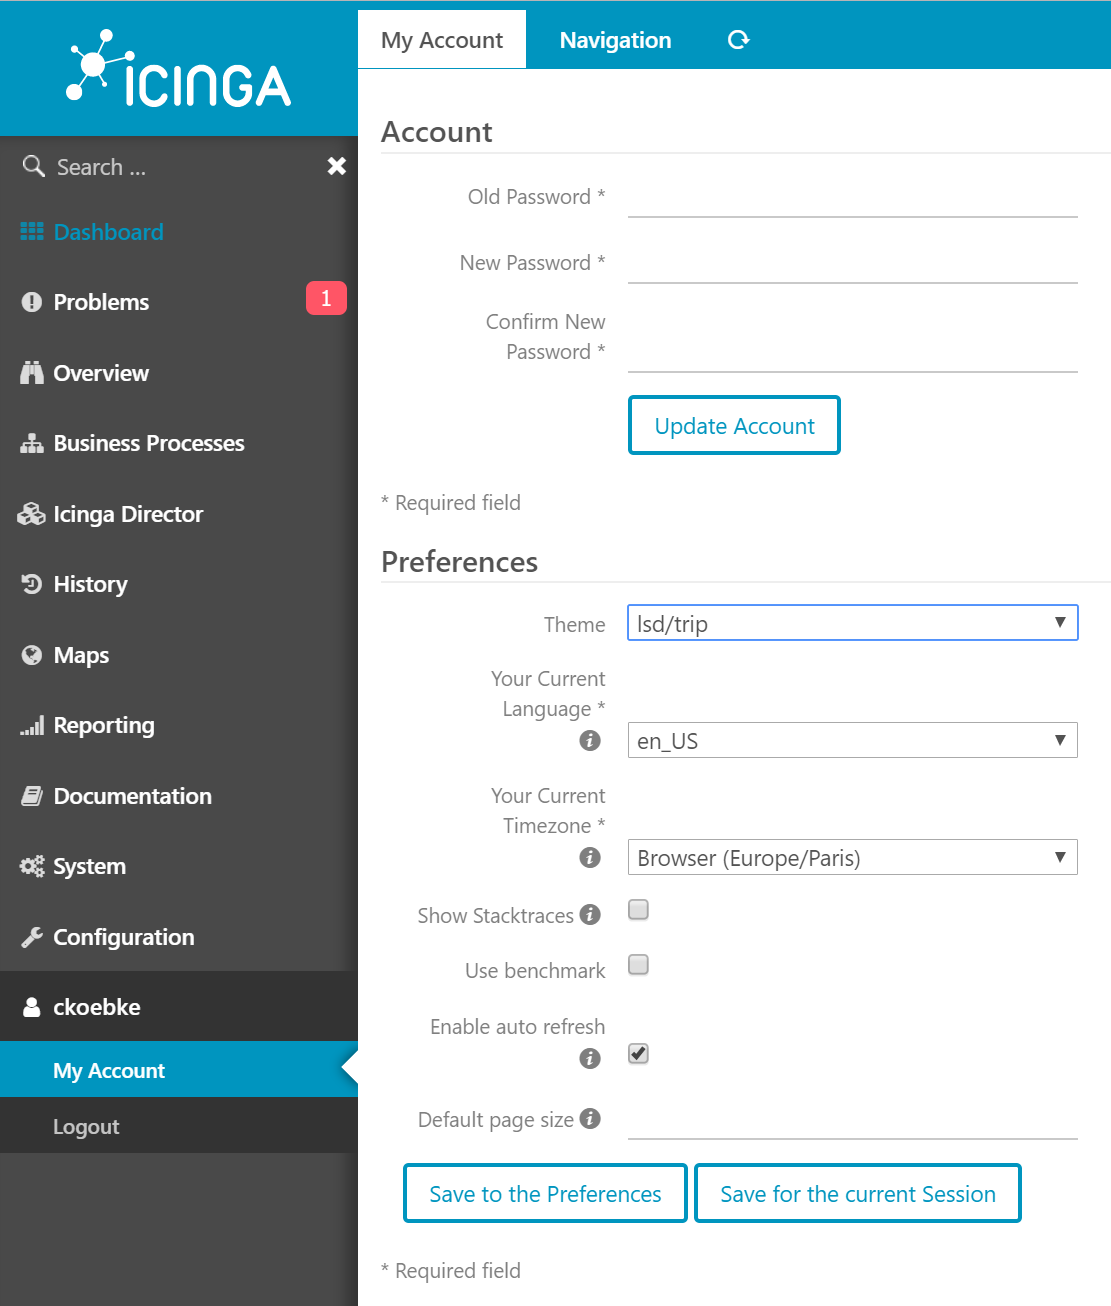 ICINGA
Search ...
Dashboard
Problems 1
Overview
Business Processes
Icinga Director
History
Maps
Reporting
Documentation
System
Configuration
ckoebke
My Account
Logout
My Account Navigation
Account
Old Password *
New Password *
Confirm New
Password *
Update Account
* Required field
Preferences
Theme lsd/trip
Your Current
Language *
en_US
Your Current
Timezone *
Browser (Europe/Paris)
Show Stacktraces
Use benchmark
Enable auto refresh
Default page size
Save to the Preferences Save for the current Session
* Required field